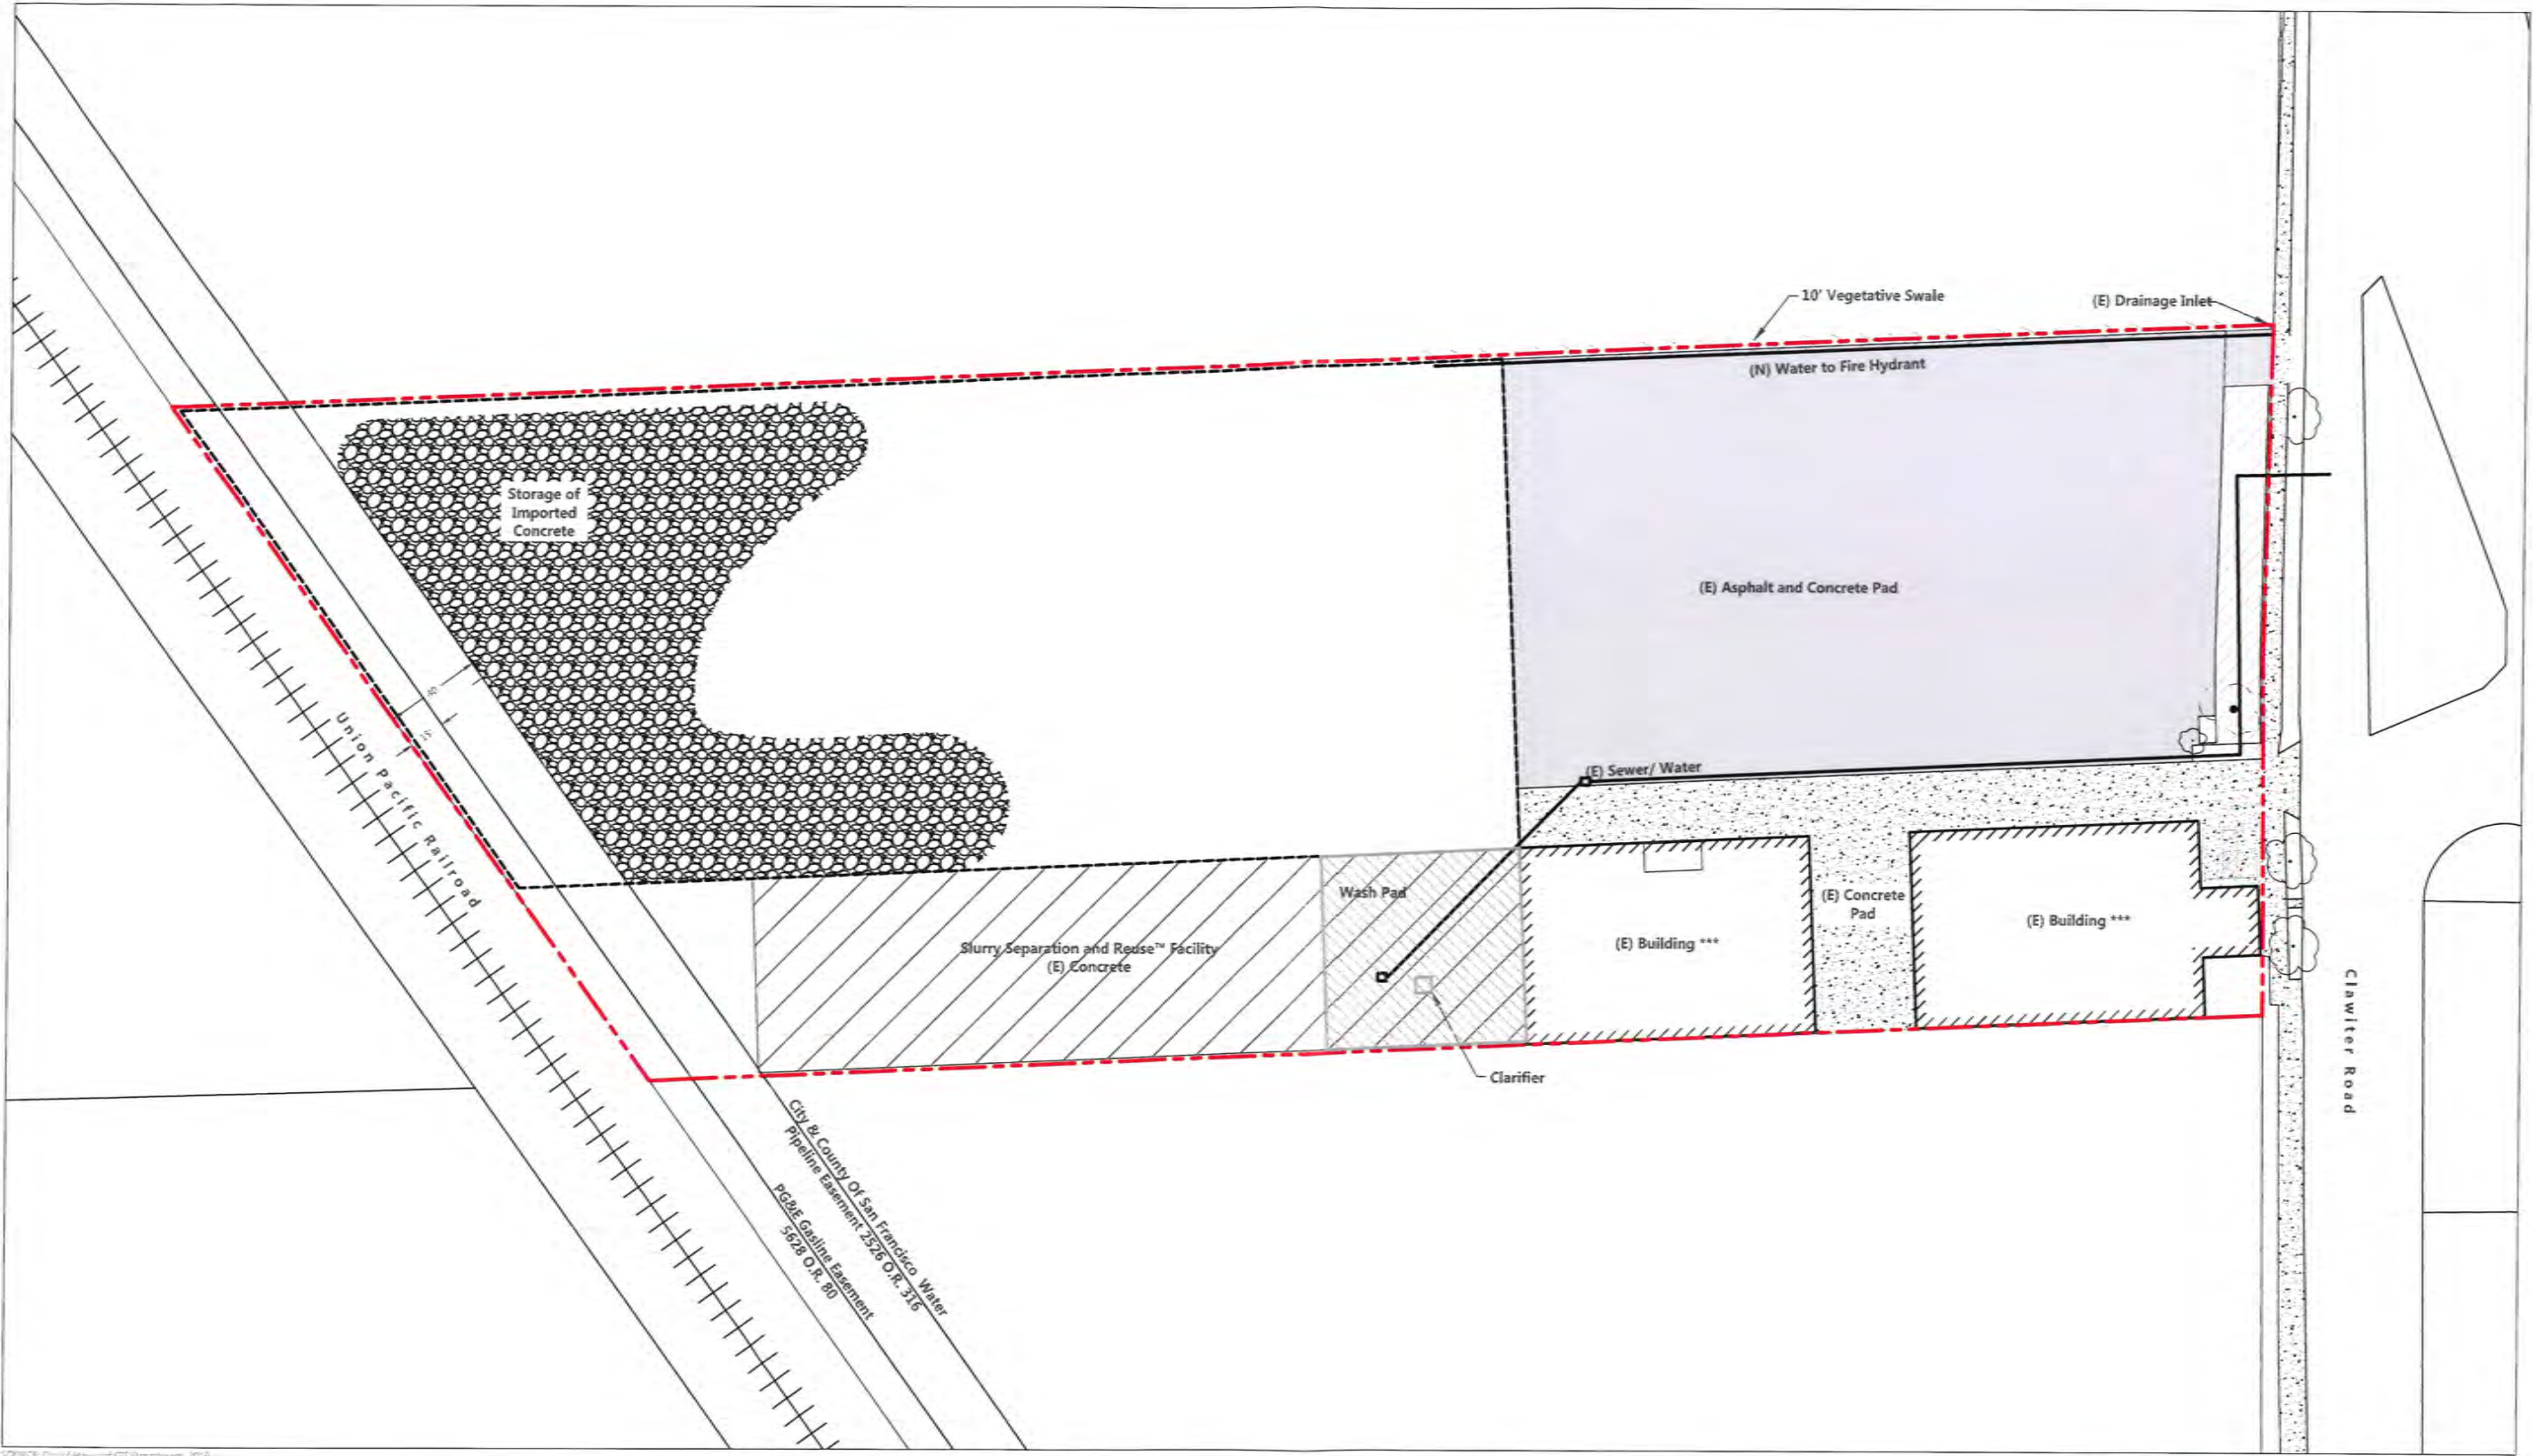 10' Vegetative Swale
(E) Drainage Inlet
(N) Water to Fire Hydrant
Storage of
Imported
Concrete
(E) Asphalt and Concrete Pad
Union Pacific Railroad
(E) Sewer/ Water
Wash Pad
(E) Concrete
Pad
(E) Building ***
(E) Building ***
Slurry Separation and Reuse™ Facility
(E) Concrete
Clarifier
Clawiter Road
City & County Of San Francisco Water
Pipeline Easement 2526 O.R. 316
PG&E Gasline Easement
5628 O.R. 80